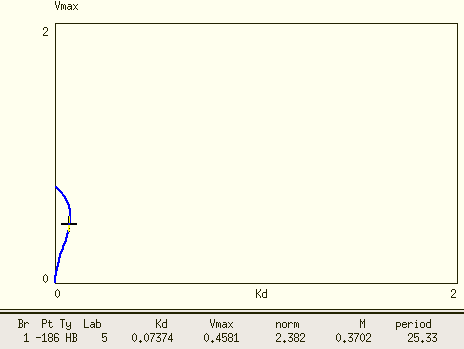 Vmax
2
0
0 Kd 2
Br Pt Ty Lab Kd Vmax norm M period
1 -186 HB 5 0.07374 0.4581 2.382 0.3702 25.33